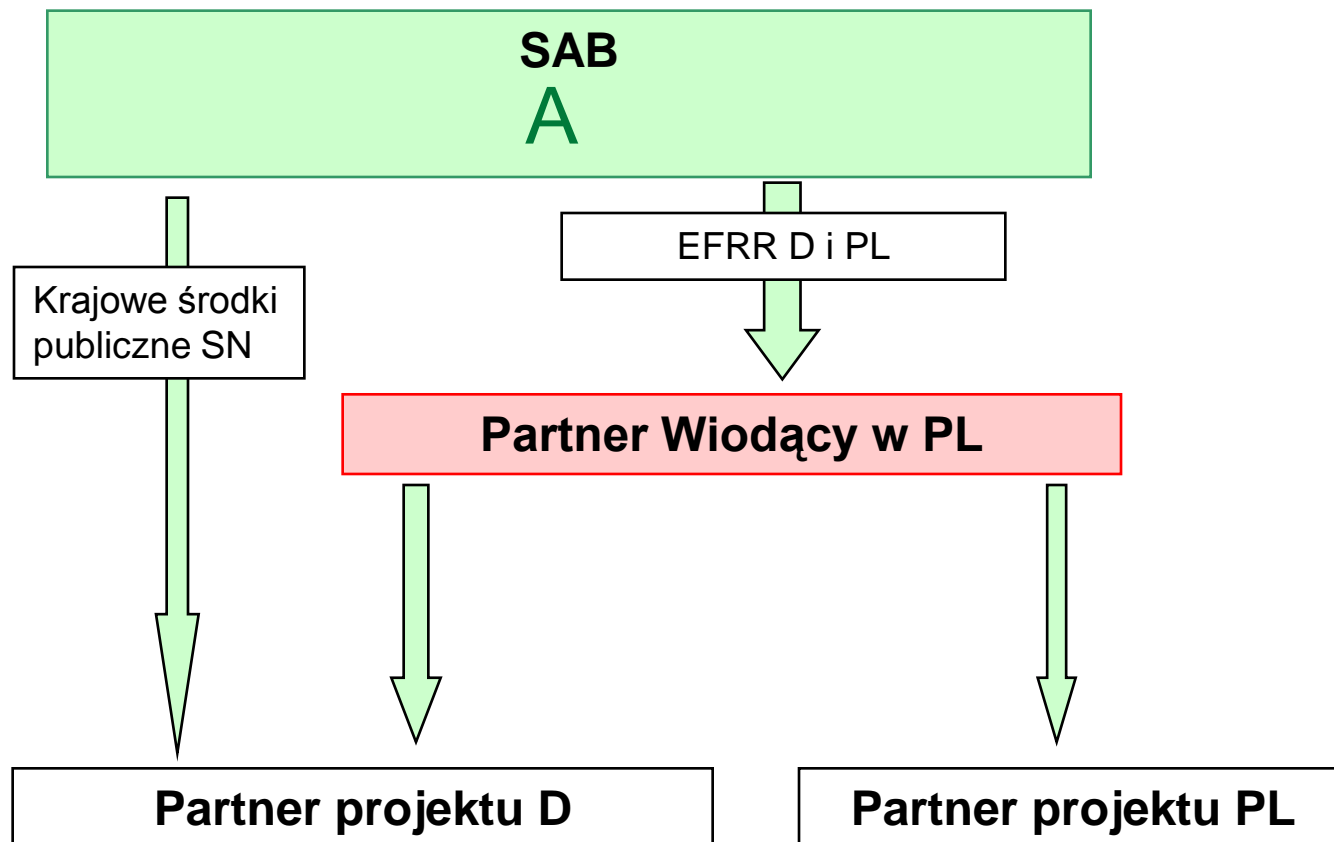 SAB
A
EFRR D i PL
Krajowe środki
publiczne SN
Partner Wiodący w PL
Partner projektu D
Partner projektu PL